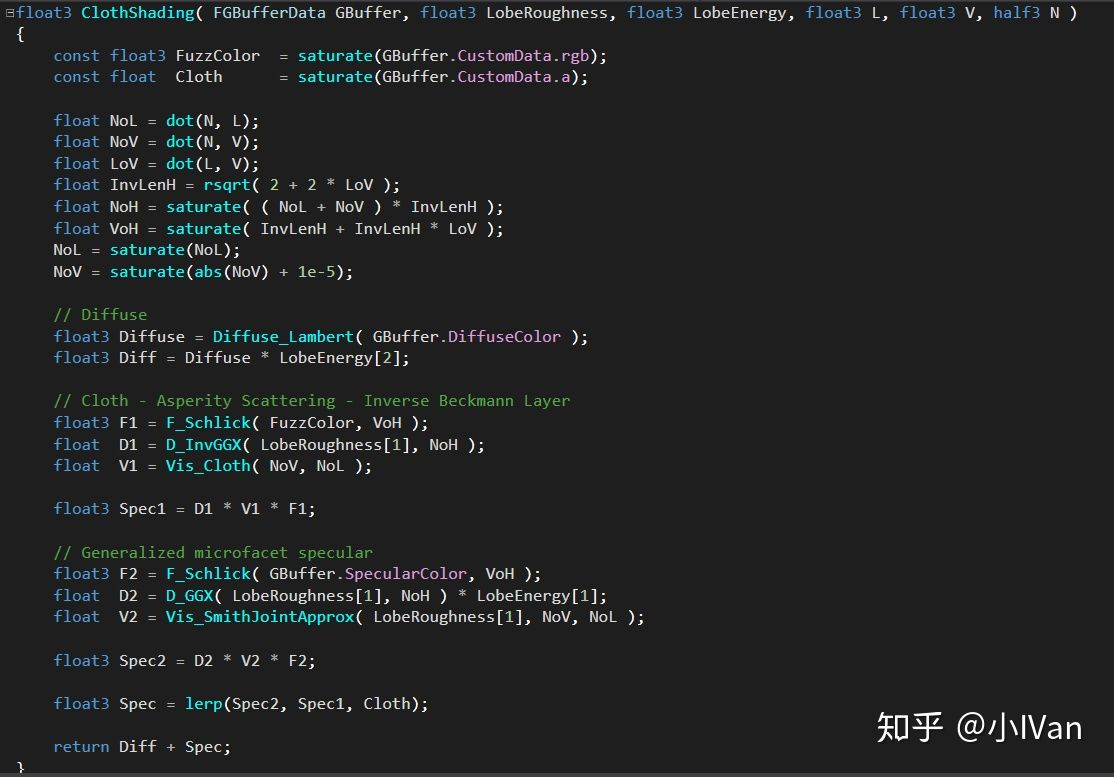 float3 ClothShading( FGBufferData GBuffer, float3 LobeRoughness, float3 LobeEnergy, float3 L, float3 V, half3 N )
{
    const float3 FuzzColor  = saturate(GBuffer.CustomData.rgb);
    const float  Cloth      = saturate(GBuffer.CustomData.a);

    float NoL = dot(N, L);
    float NoV = dot(N, V);
    float LoV = dot(L, V);
    float InvLenH = rsqrt( 2 + 2 * LoV );
    float NoH = saturate( ( NoL + NoV ) * InvLenH );
    float VoH = saturate( InvLenH + InvLenH * LoV );
    NoL = saturate(NoL);
    NoV = saturate(abs(NoV) + 1e-5);

    // Diffuse
    float3 Diffuse = Diffuse_Lambert( GBuffer.DiffuseColor );
    float3 Diff = Diffuse * LobeEnergy[2];

    // Cloth - Asperity Scattering - Inverse Beckmann Layer
    float3 F1 = F_Schlick( FuzzColor, VoH );
    float  D1 = D_InvGGX( LobeRoughness[1], NoH );
    float  V1 = Vis_Cloth( NoV, NoL );

    float3 Spec1 = D1 * V1 * F1;

    // Generalized microfacet specular
    float3 F2 = F_Schlick( GBuffer.SpecularColor, VoH );
    float  D2 = D_GGX( LobeRoughness[1], NoH ) * LobeEnergy[1];
    float  V2 = Vis_SmithJointApprox( LobeRoughness[1], NoV, NoL );

    float3 Spec2 = D2 * V2 * F2;

    float3 Spec = lerp(Spec2, Spec1, Cloth);

    return Diff + Spec;
}
知乎 @小IVan